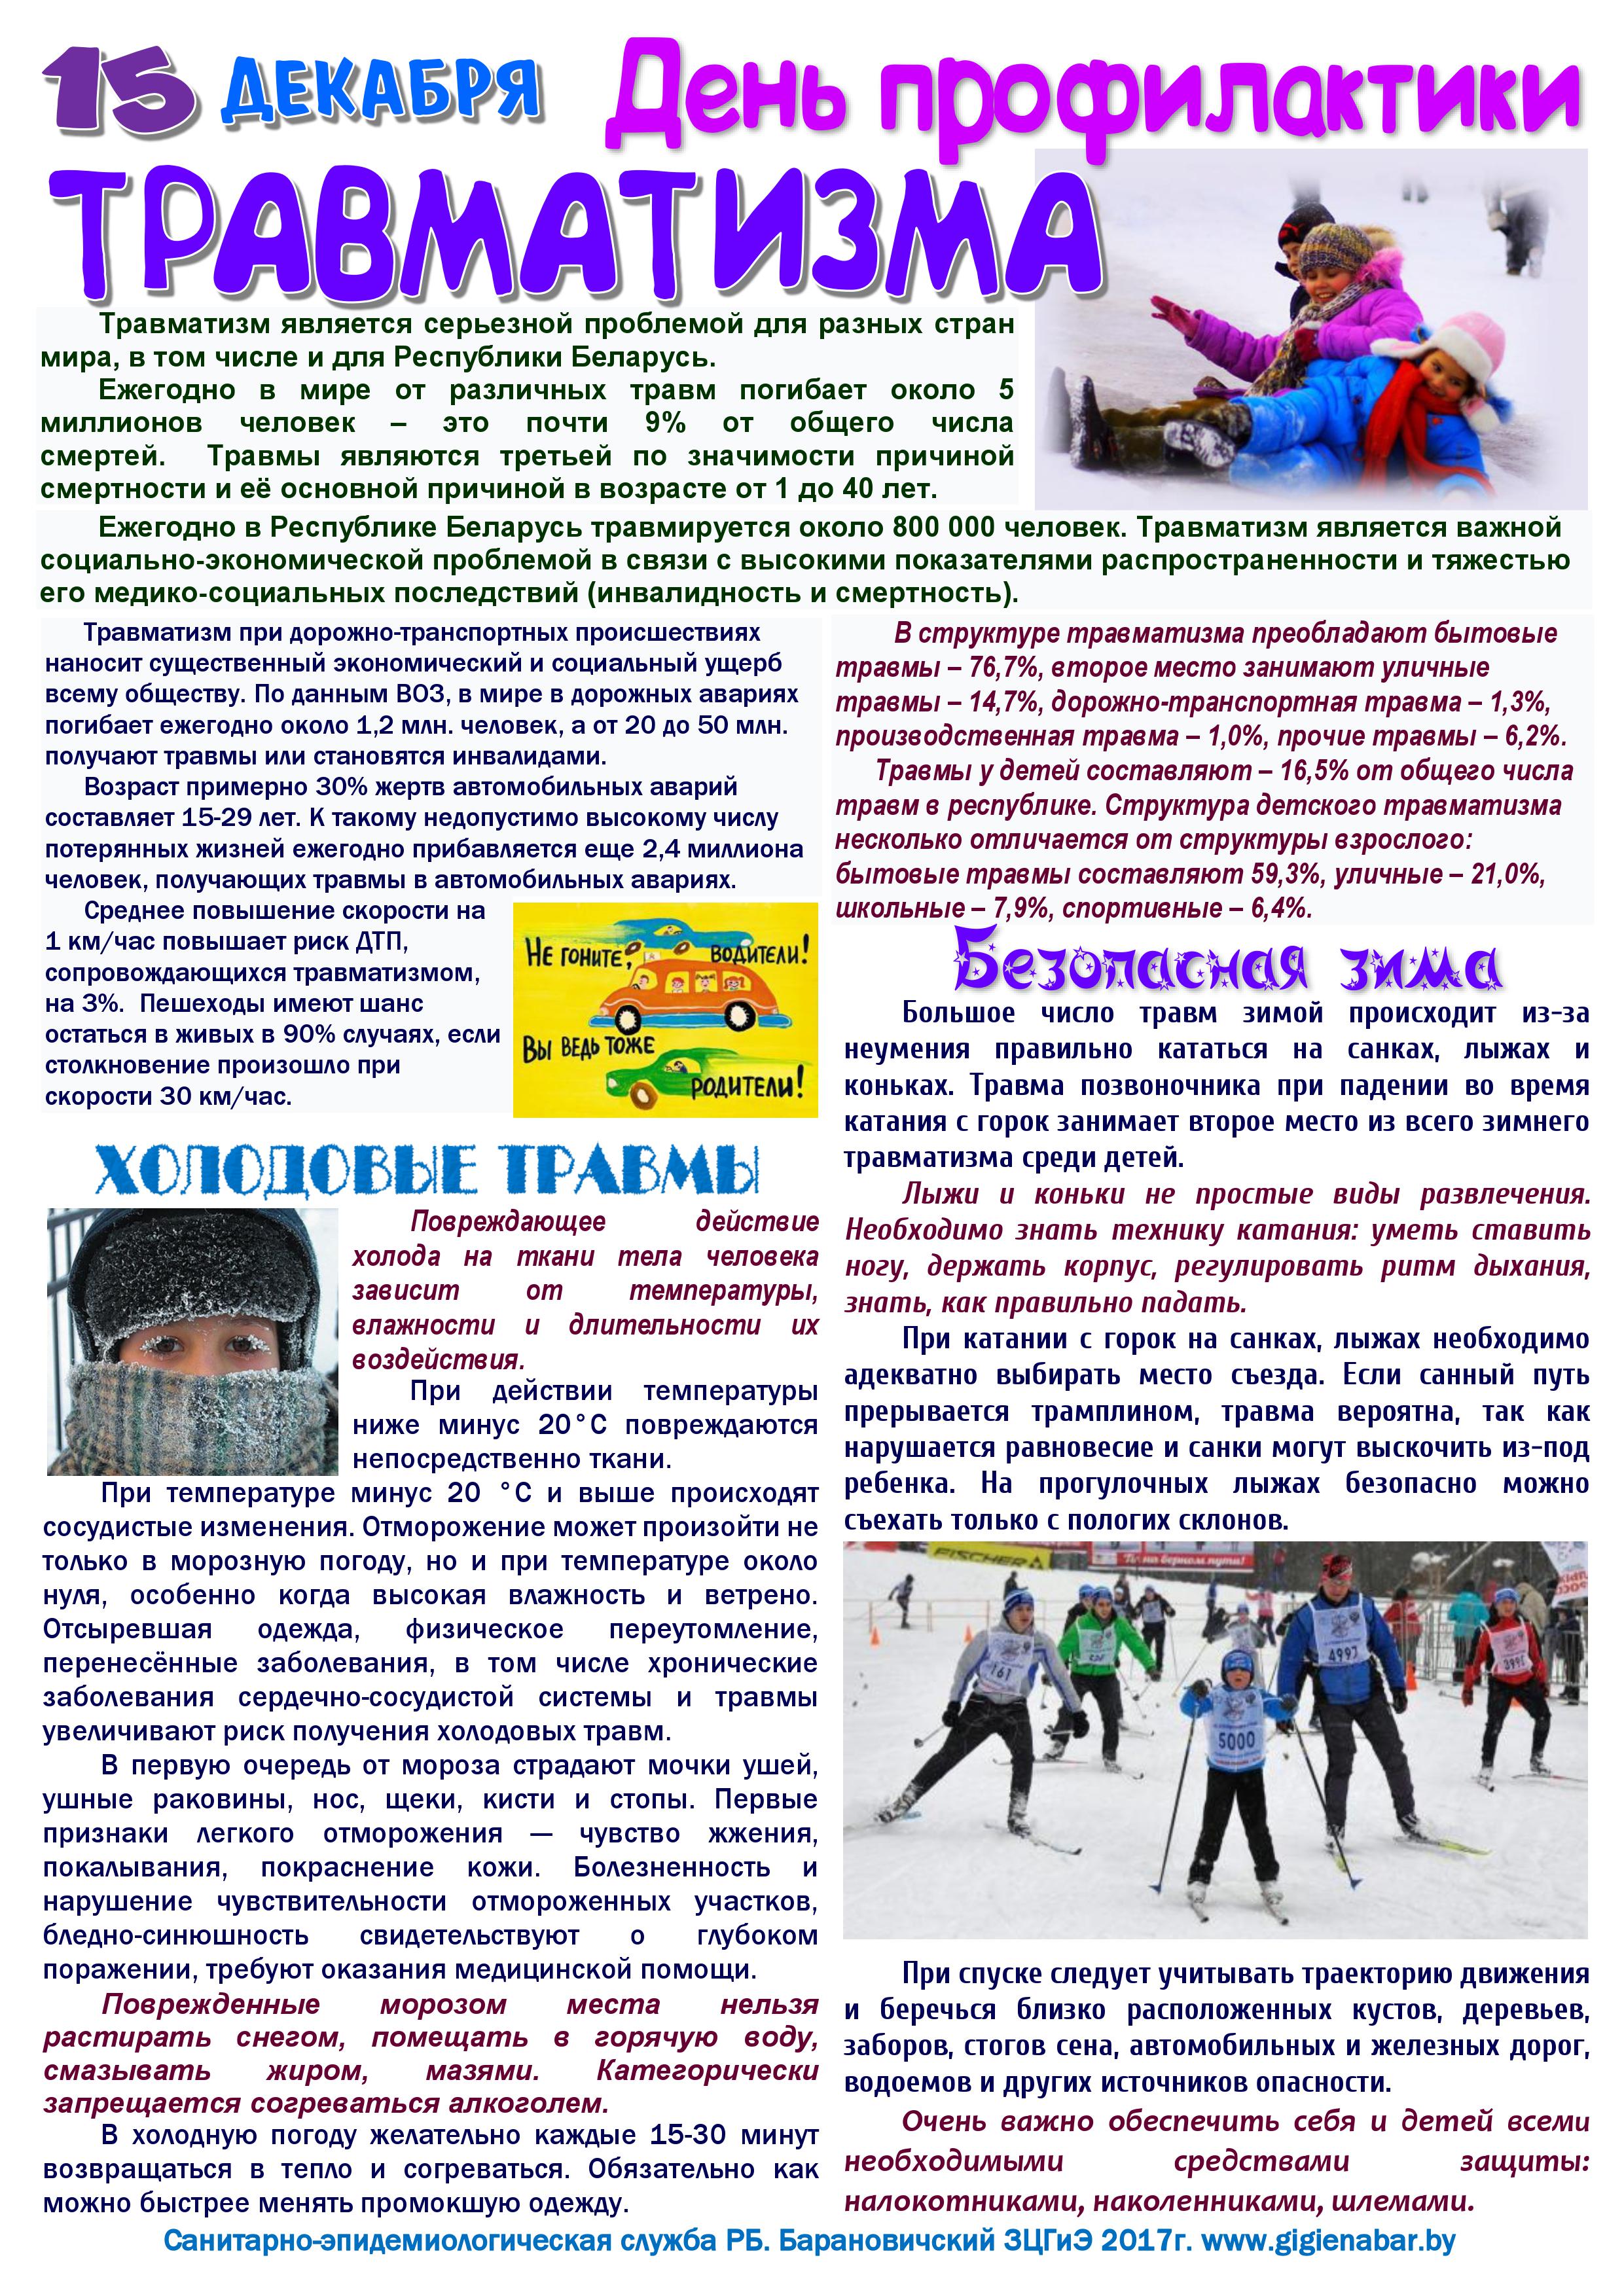 15 ДЕКАБРЯ День профилактики
ТРАВМАТИЗМА
Травматизм является серьезной проблемой для разных стран
мира, в том числе и для Республики Беларусь.
Ежегодно в мире от различных травм погибает около 5
миллионов человек – это почти 9% от общего числа
смертей. Травмы являются третьей по значимости причиной
смертности и её основной причиной в возрасте от 1 до 40 лет.
Ежегодно в Республике Беларусь травмируется около 800 000 человек. Травматизм является важной
социально-экономической проблемой в связи с высокими показателями распространенности и тяжестью
его медико-социальных последствий (инвалидность и смертность).
Травматизм при дорожно-транспортных происшествиях
наносит существенный экономический и социальный ущерб
всему обществу. По данным ВОЗ, в мире в дорожных авариях
погибает ежегодно около 1,2 млн. человек, а от 20 до 50 млн.
получают травмы или становятся инвалидами.
Возраст примерно 30% жертв автомобильных аварий
составляет 15-29 лет. К такому недопустимо высокому числу
потерянных жизней ежегодно прибавляется еще 2,4 миллиона
человек, получающих травмы в автомобильных авариях.
Среднее повышение скорости на
1 км/час повышает риск ДТП,
сопровождающихся травматизмом,
на 3%. Пешеходы имеют шанс
остаться в живых в 90% случаях, если
столкновение произошло при
скорости 30 км/час.
НЕ ГОНИТЕ, ВОДИТЕЛИ!
ВЫ ВЕДЬ ТОЖЕ
РОДИТЕЛИ!
ХОЛОДОВЫЕ ТРАВМЫ
Повреждающее действие
холода на ткани тела человека
зависит от температуры,
влажности и длительности их
воздействия.
При действии температуры
ниже минус 20°С повреждаются
непосредственно ткани.
При температуре минус 20 °С и выше происходят
сосудистые изменения. Отморожение может произойти не
только в морозную погоду, но и при температуре около
нуля, особенно когда высокая влажность и ветрено.
Отсыревшая одежда, физическое переутомление,
перенесённые заболевания, в том числе хронические
заболевания сердечно-сосудистой системы и травмы
увеличивают риск получения холодовых травм.
В первую очередь от мороза страдают мочки ушей,
ушные раковины, нос, щеки, кисти и стопы. Первые
признаки легкого отморожения — чувство жжения,
покалывания, покраснение кожи. Болезненность и
нарушение чувствительности отмороженных участков,
бледно-синюшность свидетельствуют о глубоком
поражении, требуют оказания медицинской помощи.
Поврежденные морозом места нельзя
растирать снегом, помещать в горячую воду,
смазывать жиром, мазями. Категорически
запрещается согреваться алкоголем.
В холодную погоду желательно каждые 15-30 минут
возвращаться в тепло и согреваться. Обязательно как
можно быстрее менять промокшую одежду.
В структуре травматизма преобладают бытовые
травмы – 76,7%, второе место занимают уличные
травмы – 14,7%, дорожно-транспортная травма – 1,3%,
производственная травма – 1,0%, прочие травмы – 6,2%.
Травмы у детей составляют – 16,5% от общего числа
травм в республике. Структура детского травматизма
несколько отличается от структуры взрослого:
бытовые травмы составляют 59,3%, уличные – 21,0%,
школьные – 7,9%, спортивные – 6,4%.
Безопасная зима
Большое число травм зимой происходит из-за
неумения правильно кататься на санках, лыжах и
коньках. Травма позвоночника при падении во время
катания с горок занимает второе место из всего зимнего
травматизма среди детей.
Лыжи и коньки не простые виды развлечения.
Необходимо знать технику катания: уметь ставить
ногу, держать корпус, регулировать ритм дыхания,
знать, как правильно падать.
При катании с горок на санках, лыжах необходимо
адекватно выбирать место съезда. Если санный путь
прерывается трамплином, травма вероятна, так как
нарушается равновесие и санки могут выскочить из-под
ребенка. На прогулочных лыжах безопасно можно
съехать только с пологих склонов.
FISCHER
на верном пути!
161
4997
3995
5000
При спуске следует учитывать траекторию движения
и беречься близко расположенных кустов, деревьев,
заборов, стогов сена, автомобильных и железных дорог,
водоемов и других источников опасности.
Очень важно обеспечить себя и детей всеми
необходимыми средствами защиты:
налокотниками, наколенниками, шлемами.
Санитарно-эпидемиологическая служба РБ. Барановичский ЗЦГиЭ 2017г. www.gigienabar.by